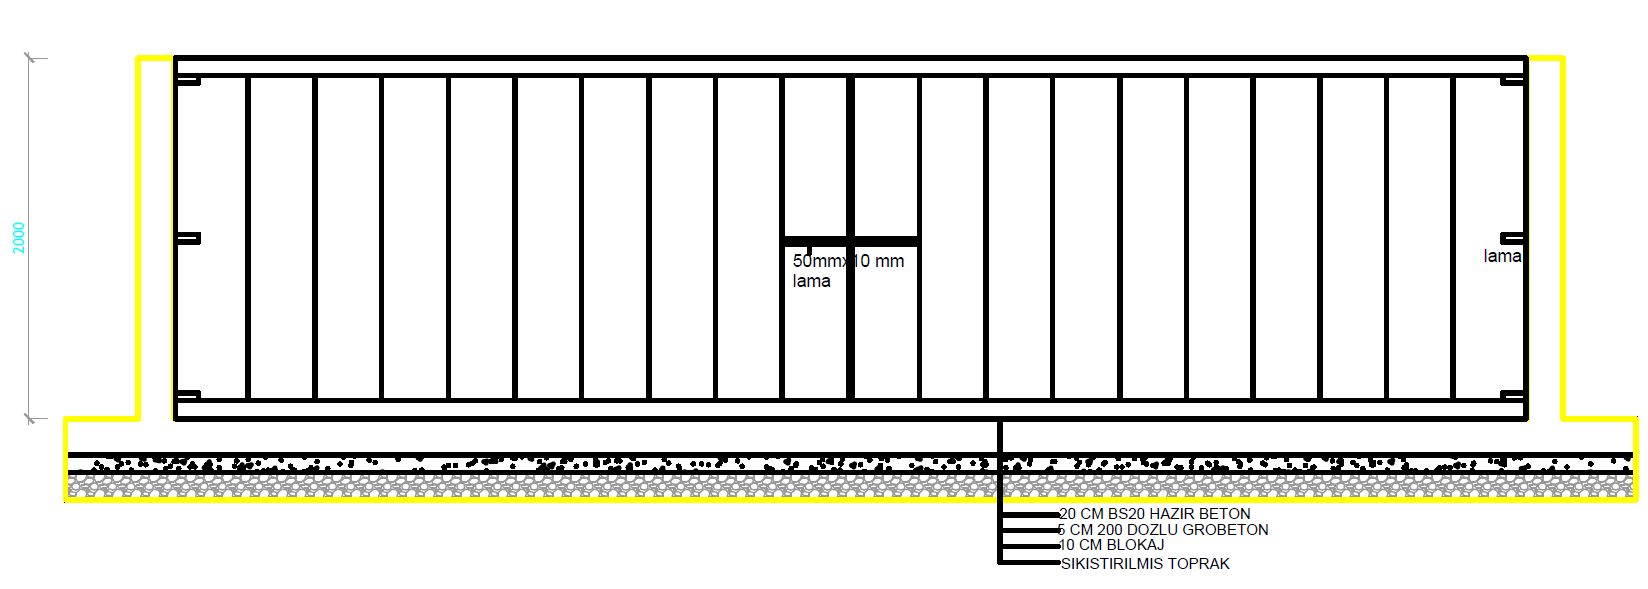 2000
50mmx10 mm
lama
lama
20 CM BS20 HAZIR BETON
5 CM 200 DOZLU GROBETON
10 CM BLOKAJ
SIKISTIRILMIS TOPRAK